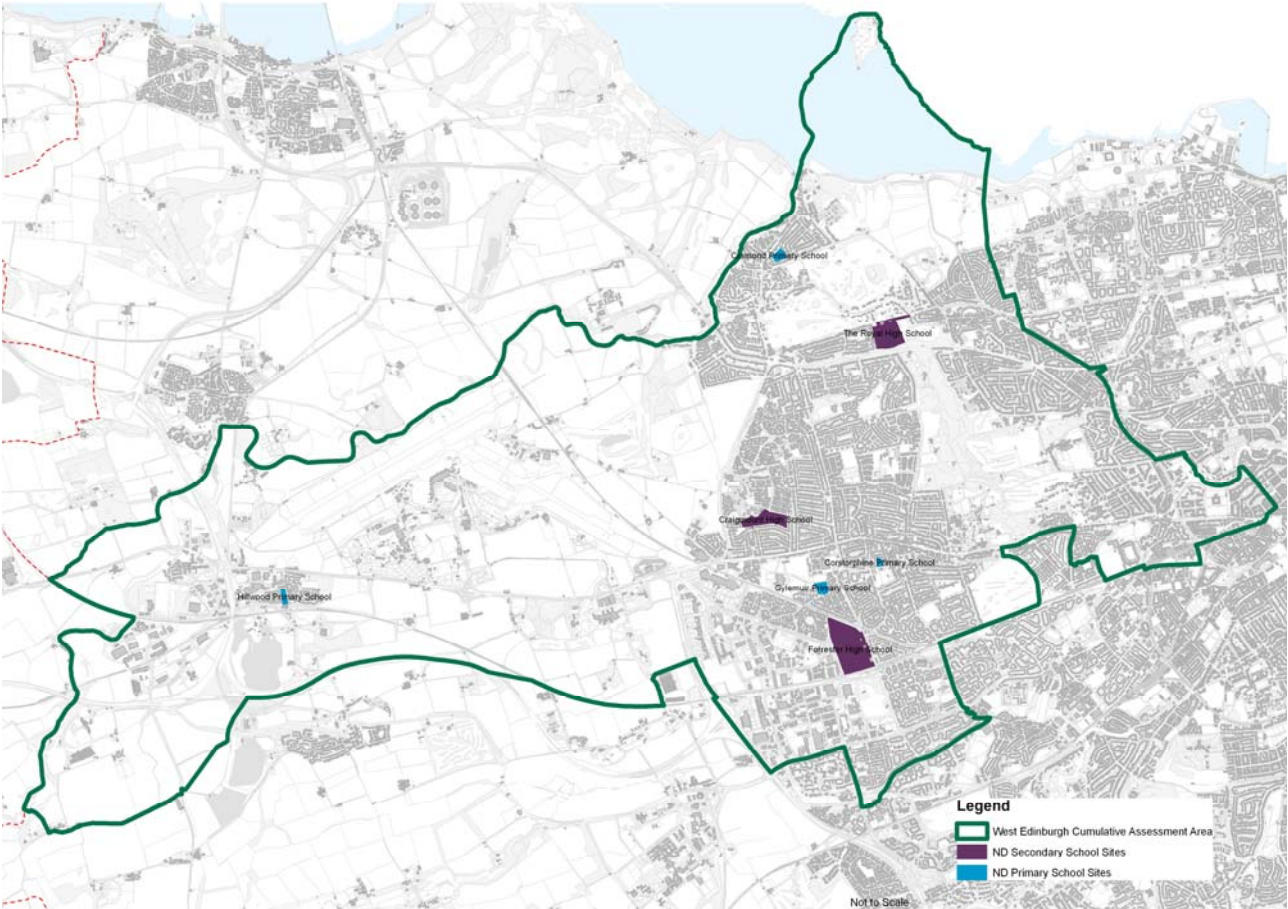 Cramond Primary School
The Royal High School
Craigmount High School
Corstorphine Primary School
Gylemuir Primary School
Hillwood Primary School
Forrester High School
Legend
West Edinburgh Cumulative Assessment Area
ND Secondary School Sites
ND Primary School Sites
Not to Scale